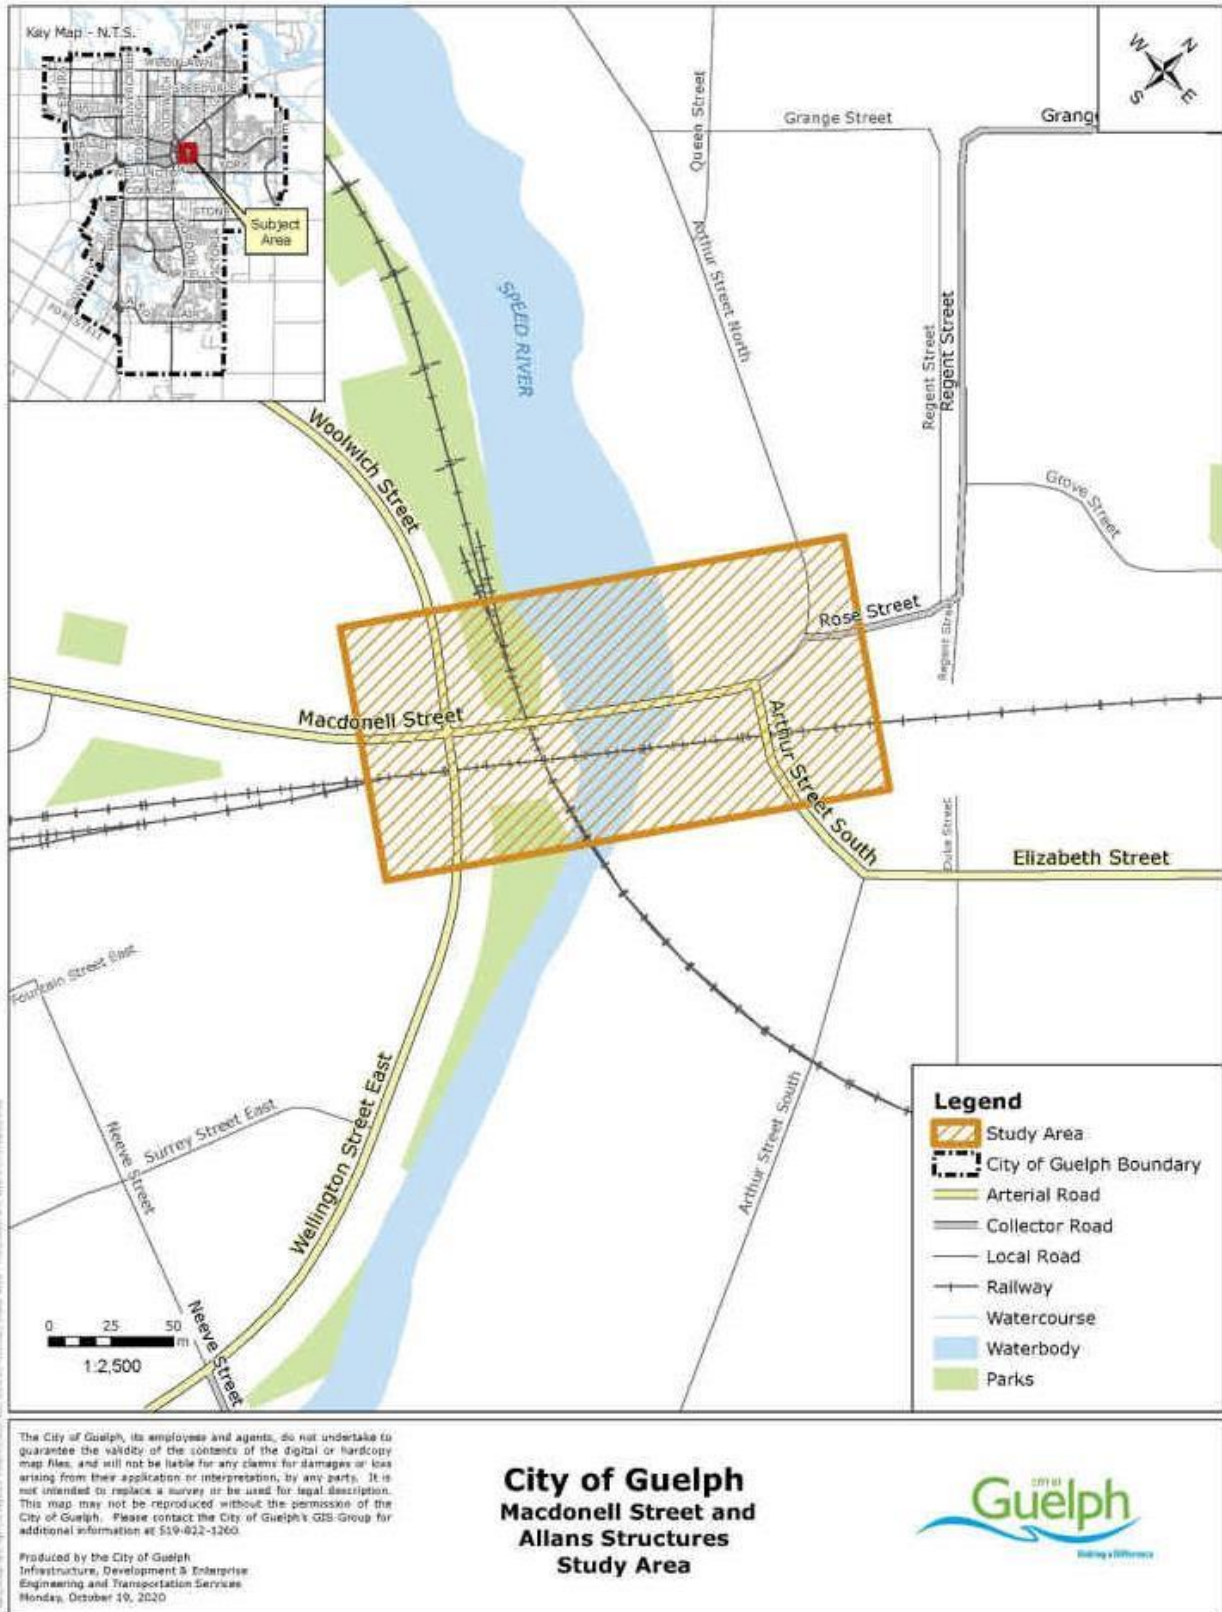 Key Map - N.T.S.
WOODLAWN
SPEEDVALE
YORK
STONE
Subject
Area
W
N
S
E
Grange Street
Grang
Queen Street
Arthur Street North
SPEED RIVER
Regent Street
Regent Street
Grove Street
Woolwich Street
Rose Street
Regent Street
Macdonell Street
Arthur Street South
Duke Street
Elizabeth Street
Fountain Street East
Neeve Street
Surrey Street East
Wellington Street East
Arthur Street South
Neeve Street
0 25 50
m
1:2,500
Legend
Study Area
City of Guelph Boundary
Arterial Road
Collector Road
Local Road
Railway
Watercourse
Waterbody
Parks
The City of Guelph, its employees and agents, do not undertake to
guarantee the validity of the contents of the digital or hardcopy
map files, and will not be liable for any claims for damages or loss
arising from their application or interpretation, by any party. It is
not intended to replace a survey or be used for legal description.
This map may not be reproduced without the permission of the
City of Guelph. Please contact the City of Guelph's GIS Group for
additional information at 519-822-1260.
Produced by the City of Guelph
Infrastructure, Development & Enterprise
Engineering and Transportation Services
Monday, October 19, 2020
City of Guelph
Macdonell Street and
Allans Structures
Study Area
CITY OF
Guelph
Making a Difference